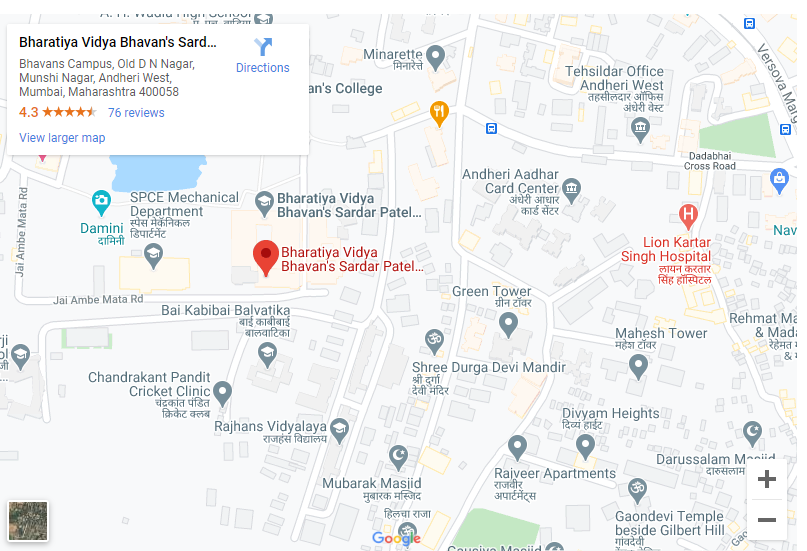 A. H. Wadia High School
Bharatiya Vidya Bhavan's Sard...
Bhavans Campus, Old D N Nagar,
Munshi Nagar, Andheri West,
Mumbai, Maharashtra 400058
4.3 76 reviews
View larger map
Directions
Minarette
मिनारेत्ते
an's College
Tehsildar Office
Andheri West
तहसीलदार ऑफिस
अंधेरी वेस्ट
Versova Marg
Dadabhai
Cross Road
Andheri Aadhar
Card Center
अंधेरी आधार
कार्ड सेंटर
SPCE Mechanical
Department
स्पेस मेकॅनिकल
डिपार्टमेंट
Bharatiya Vidya
Bhavan's Sardar Patel...
Damini
दामिनी
Jai Ambe Mata Rd
Bharatiya Vidya
Bhavan's Sardar Patel...
Lion Kartar
Singh Hospital
लायन करतार
सिंह हॉस्पिटल
Nav
Jai Ambe Mata Rd
Green Tower
ग्रीन टॉवर
Bai Kabibai Balvatika
बाई काबीबाई
बालवाटिका
Rehmat Ma
& Mada
Mahesh Tower
महेश टॉवर
Shree Durga Devi Mandir
श्री दुर्गा
देवी मंदिर
Chandrakant Pandit
Cricket Clinic
चंद्रकांत पंडित
क्रिकेट क्लब
Divyam Heights
दिव्यं हाईट
Rajhans Vidyalaya
राजहंस विद्यालय
Darussalam Masjid
दारुसलाम
Rajveer Apartments
राजवीर
अपार्टमेंट्स
Mubarak Masjid
मुबारक मस्जिद
हिलचा राजा
Gaondevi Temple
beside Gilbert Hill
गांवदेवी
Google
Gausiya Masjid